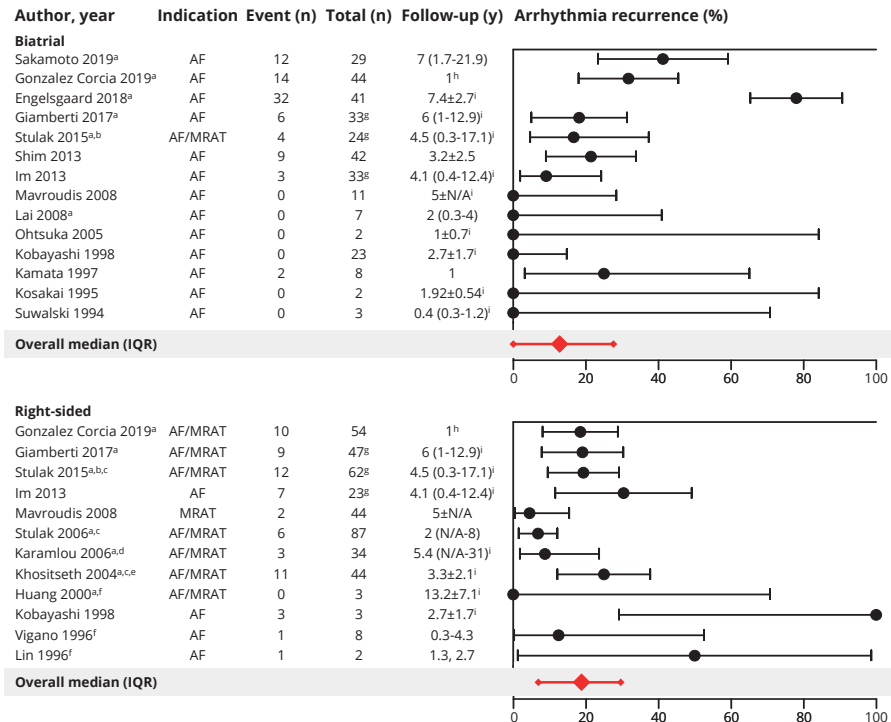 Author, year Indication Event (n) Total (n) Follow-up (y) Arrhythmia recurrence (%)
Biatrial
Sakamoto 2019ᵃ AF 12 29 7 (1.7-21.9)
Gonzalez Corcia 2019ᵃ AF 14 44 1ʰ
Engelsgaard 2018ᵃ AF 32 41 7.4±2.7ⁱ
Giamberti 2017ᵃ AF 6 33ᵍ 6 (1-12.9)ⁱ
Stulak 2015ᵃ,ᵇ AF/MRAT 4 24ᵍ 4.5 (0.3-17.1)ⁱ
Shim 2013 AF 9 42 3.2±2.5
Im 2013 AF 3 33ᵍ 4.1 (0.4-12.4)ⁱ
Mavroudis 2008 AF 0 11 5±N/Aⁱ
Lai 2008ᵃ AF 0 7 2 (0.3-4)
Ohtsuka 2005 AF 0 2 1±0.7ⁱ
Kobayashi 1998 AF 0 23 2.7±1.7ⁱ
Kamata 1997 AF 2 8 1
Kosakai 1995 AF 0 2 1.92±0.54ⁱ
Suwalski 1994 AF 0 3 0.4 (0.3-1.2)ⁱ
Overall median (IQR)
0 20 40 60 80 100
Right-sided
Gonzalez Corcia 2019ᵃ AF/MRAT 10 54 1ʰ
Giamberti 2017ᵃ AF/MRAT 9 47ᵍ 6 (1-12.9)ⁱ
Stulak 2015ᵃ,ᵇ,ᶜ AF/MRAT 12 62ᵍ 4.5 (0.3-17.1)ⁱ
Im 2013 AF 7 23ᵍ 4.1 (0.4-12.4)ⁱ
Mavroudis 2008 MRAT 2 44 5±N/A
Stulak 2006ᵃ,ᶜ AF/MRAT 6 87 2 (N/A-8)
Karamlou 2006ᵃ,ᵈ AF/MRAT 3 34 5.4 (N/A-31)ⁱ
Khositseth 2004ᵃ,ᶜ,ᵉ AF/MRAT 11 44 3.3±2.1ⁱ
Huang 2000ᵃ,ᶠ AF/MRAT 0 3 13.2±7.1ⁱ
Kobayashi 1998 AF 3 3 2.7±1.7ⁱ
Vigano 1996ᶠ AF 1 8 0.3-4.3
Lin 1996ᶠ AF 1 2 1.3, 2.7
Overall median (IQR)
0 20 40 60 80 100